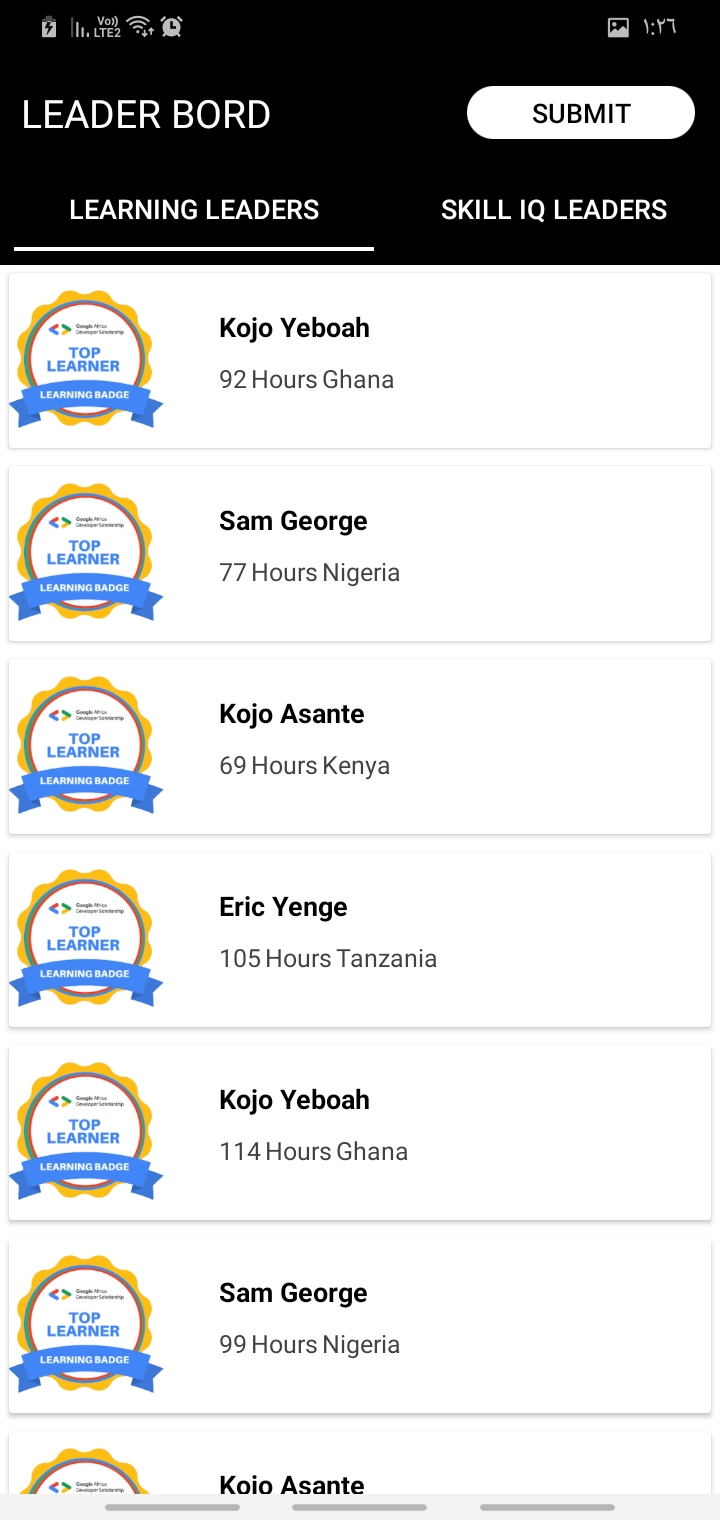 Vo))
LTE2
١:٢٦
LEADER BORD
SUBMIT
LEARNING LEADERS
SKILL IQ LEADERS
Google Africa
Developer Scholarship
TOP
LEARNER
LEARNING BADGE
Kojo Yeboah
92 Hours Ghana
Google Africa
Developer Scholarship
TOP
LEARNER
LEARNING BADGE
Sam George
77 Hours Nigeria
Google Africa
Developer Scholarship
TOP
LEARNER
LEARNING BADGE
Kojo Asante
69 Hours Kenya
Google Africa
Developer Scholarship
TOP
LEARNER
LEARNING BADGE
Eric Yenge
105 Hours Tanzania
Google Africa
Developer Scholarship
TOP
LEARNER
LEARNING BADGE
Kojo Yeboah
114 Hours Ghana
Google Africa
Developer Scholarship
TOP
LEARNER
LEARNING BADGE
Sam George
99 Hours Nigeria
Google Africa
Developer Scholarship
Kojo Asante